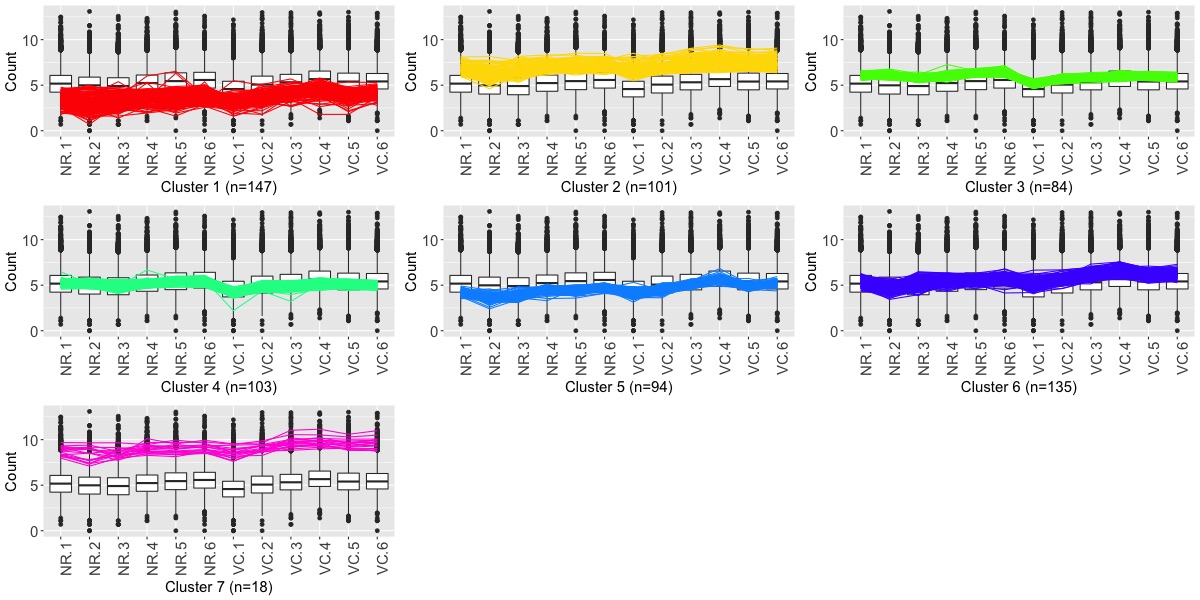 Count
10
5
0
NR.1 NR.2 NR.3 NR.4 NR.5 NR.6 VC.1 VC.2 VC.3 VC.4 VC.5 VC.6
Cluster 1 (n=147)
Count
10
5
0
NR.1 NR.2 NR.3 NR.4 NR.5 NR.6 VC.1 VC.2 VC.3 VC.4 VC.5 VC.6
Cluster 2 (n=101)
Count
10
5
0
NR.1 NR.2 NR.3 NR.4 NR.5 NR.6 VC.1 VC.2 VC.3 VC.4 VC.5 VC.6
Cluster 3 (n=84)
Count
10
5
0
NR.1 NR.2 NR.3 NR.4 NR.5 NR.6 VC.1 VC.2 VC.3 VC.4 VC.5 VC.6
Cluster 4 (n=103)
Count
10
5
0
NR.1 NR.2 NR.3 NR.4 NR.5 NR.6 VC.1 VC.2 VC.3 VC.4 VC.5 VC.6
Cluster 5 (n=94)
Count
10
5
0
NR.1 NR.2 NR.3 NR.4 NR.5 NR.6 VC.1 VC.2 VC.3 VC.4 VC.5 VC.6
Cluster 6 (n=135)
Count
10
5
0
NR.1 NR.2 NR.3 NR.4 NR.5 NR.6 VC.1 VC.2 VC.3 VC.4 VC.5 VC.6
Cluster 7 (n=18)